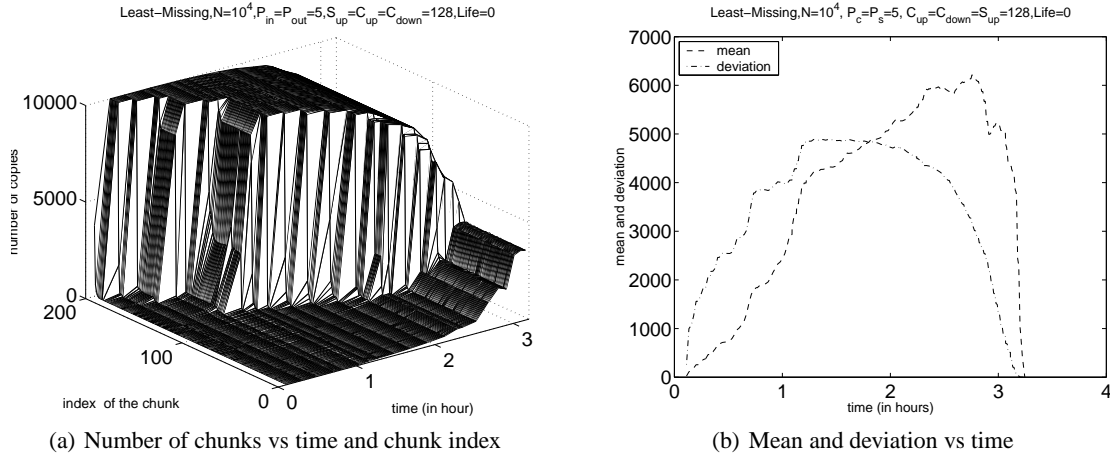 Least-Missing,N=10^4,P_in=P_out=5,S_up=C_up=C_down=128,Life=0
10000
5000
0
200
100
0
0
1
2
3
number of copies
index of the chunk
time (in hour)
(a) Number of chunks vs time and chunk index
Least-Missing,N=10^4, P_c=P_s=5, C_up=C_down=S_up=128,Life=0
7000
6000
5000
4000
3000
2000
1000
0
0
1
2
3
4
mean
deviation
mean and deviation
time (in hours)
(b) Mean and deviation vs time